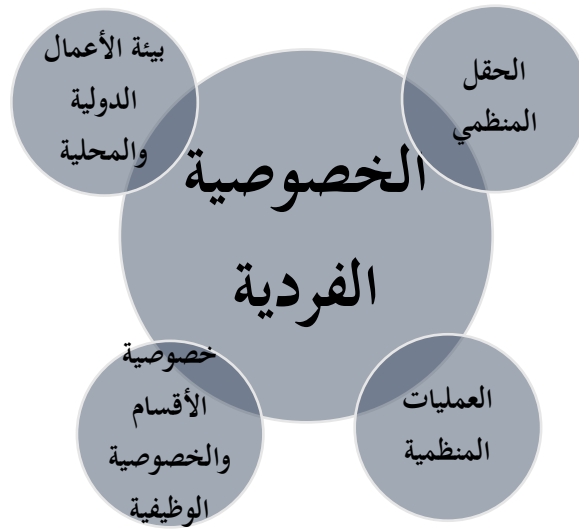 الحقل
المنظمي
بيئة الأعمال
الدولية
والمحلية
الخصوصية
الفردية
العمليات
المنظمية
خصوصية
الأقسام
والخصوصية
الوظيفية